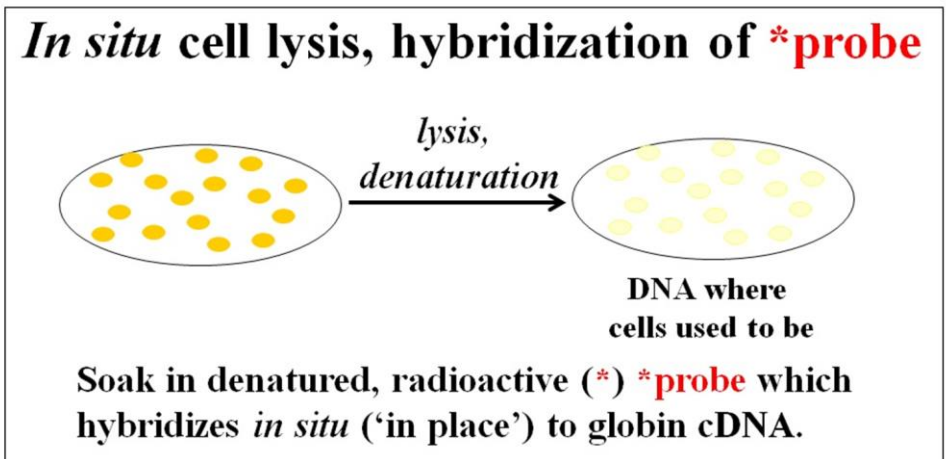 In situ cell lysis, hybridization of *probe
lysis,
denaturation
DNA where
cells used to be
Soak in denatured, radioactive (*) *probe which
hybridizes in situ (‘in place’) to globin cDNA.